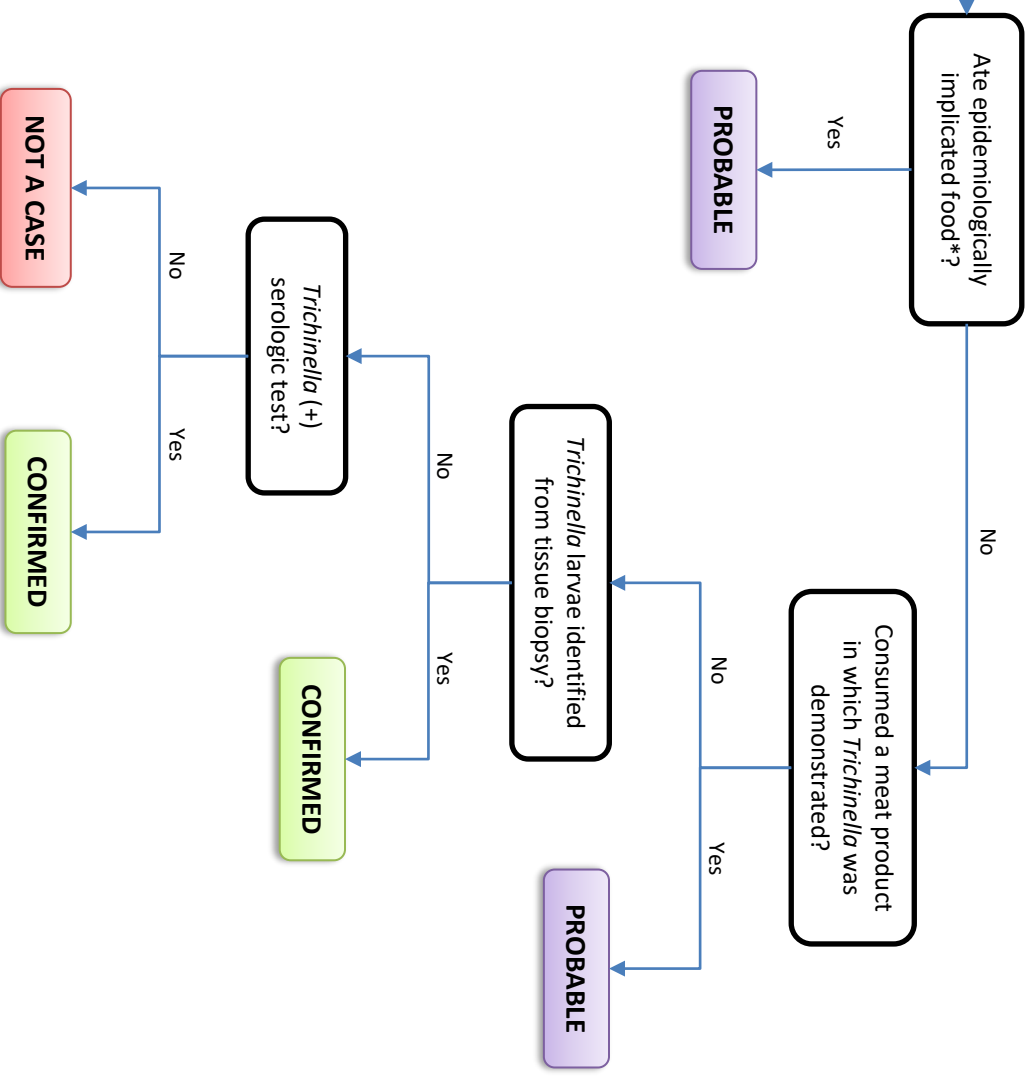 Ate epidemiologically
implicated food*?
Yes
No
PROBABLE
Consumed a meat product
in which Trichinella was
demonstrated?
No
Yes
Trichinella larvae identified
from tissue biopsy?
PROBABLE
No
Yes
Trichinella (+)
serologic test?
CONFIRMED
No
Yes
NOT A CASE
CONFIRMED